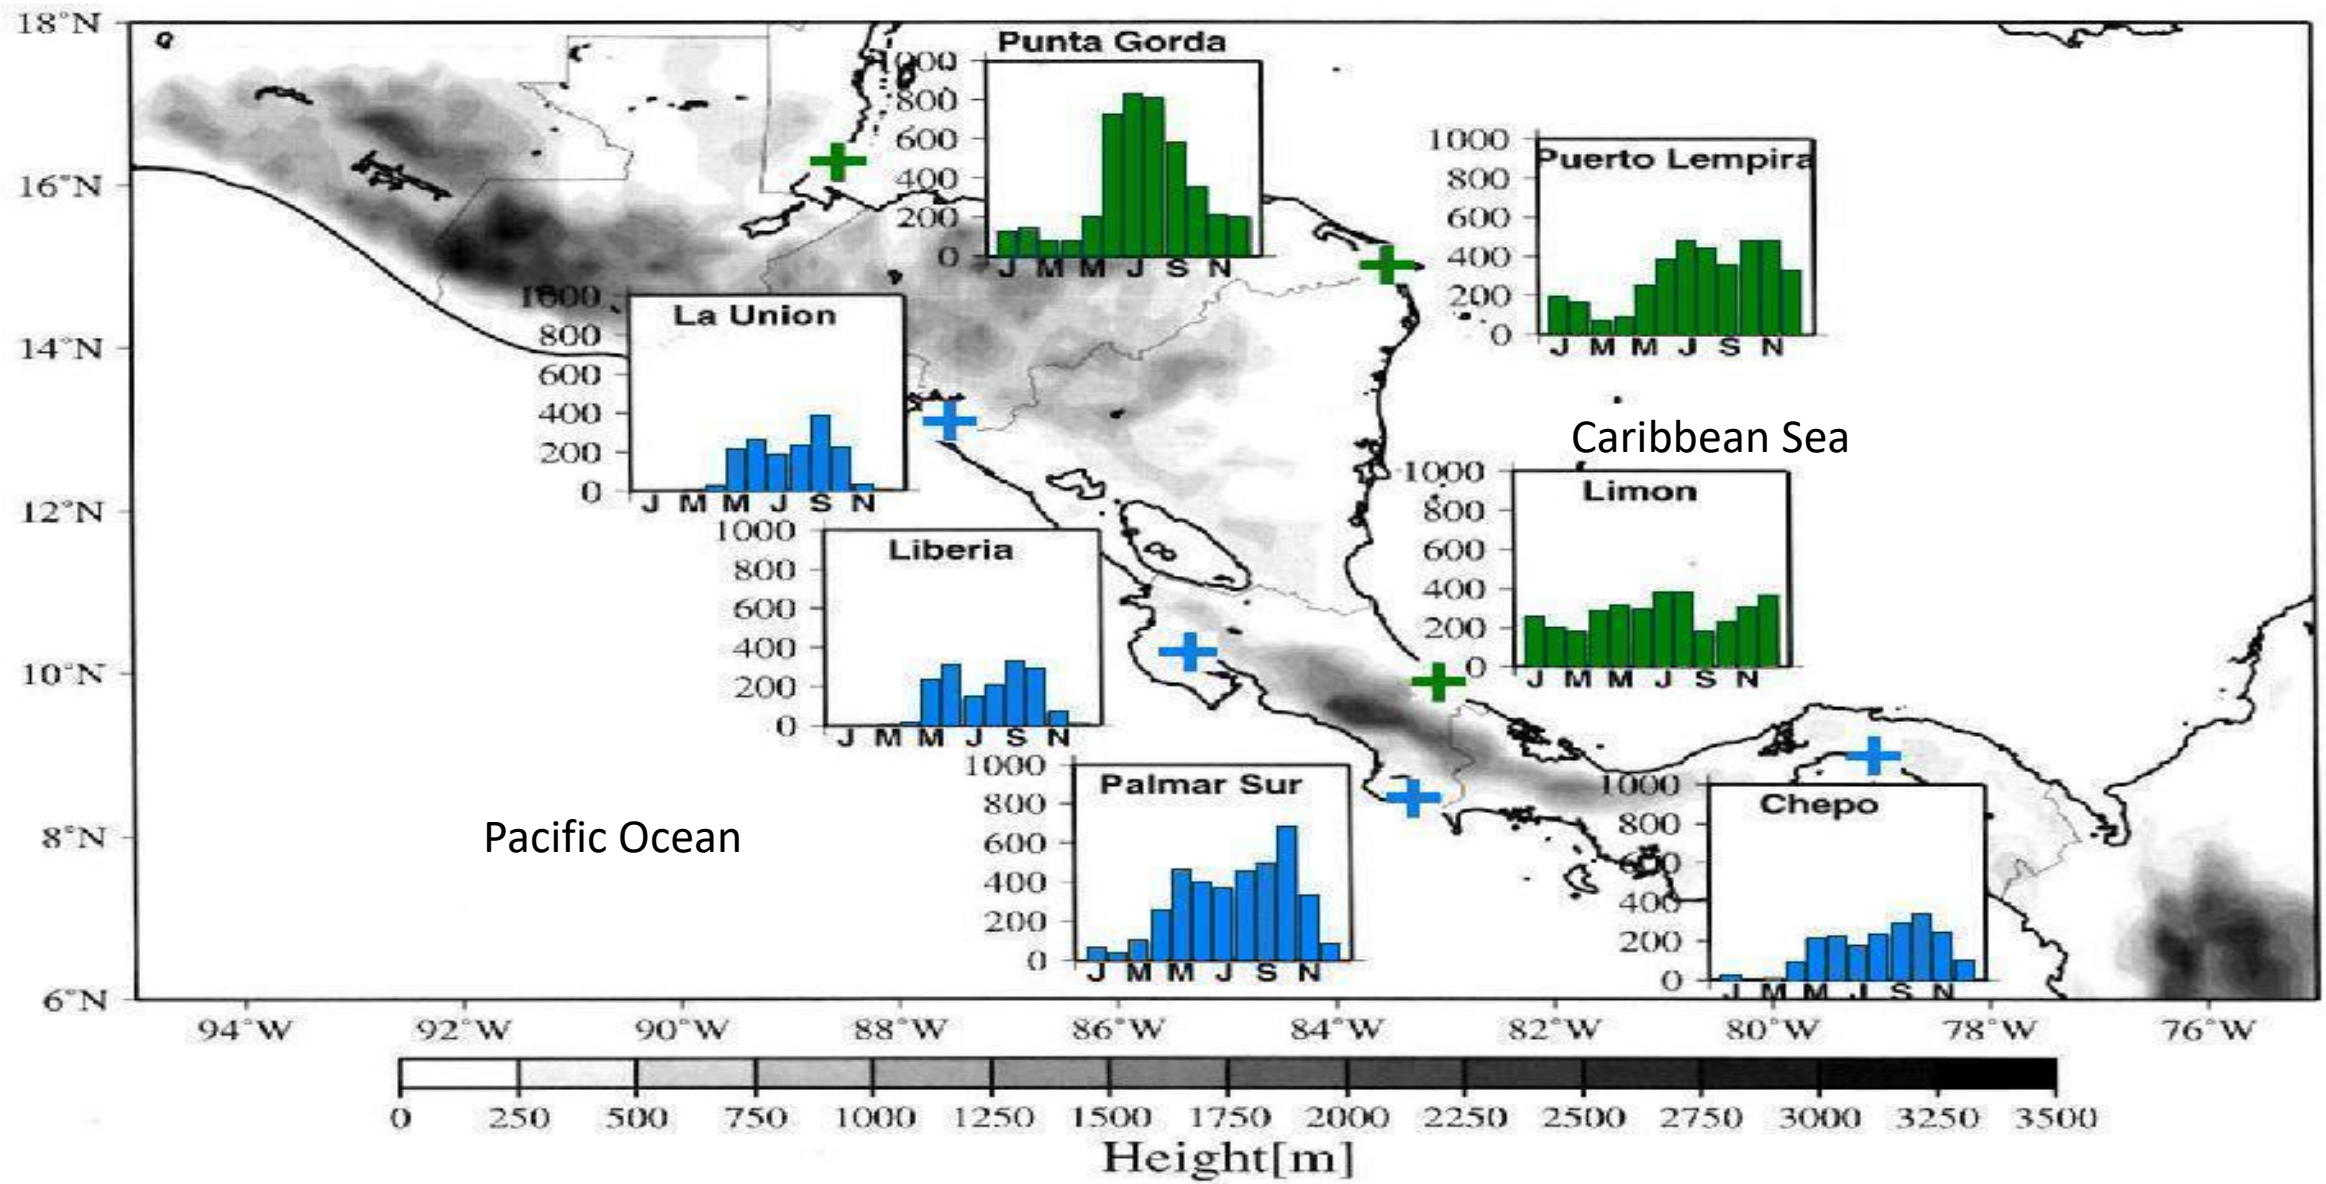 18°N
16°N
14°N
12°N
10°N
8°N
6°N
94°W 92°W 90°W 88°W 86°W 84°W 82°W 80°W 78°W 76°W
Punta Gorda
1000
800
600
400
200
0
J M M J S N
Puerto Lempira
1000
800
600
400
200
0
J M M J S N
La Union
1000
800
600
400
200
0
J M M J S N
Caribbean Sea
Limon
1000
800
600
400
200
0
J M M J S N
Liberia
1000
800
600
400
200
0
J M M J S N
Pacific Ocean
Palmar Sur
1000
800
600
400
200
0
J M M J S N
Chepo
1000
800
600
400
200
0
J M M J S N
0 250 500 750 1000 1250 1500 1750 2000 2250 2500 2750 3000 3250 3500
Height[m]